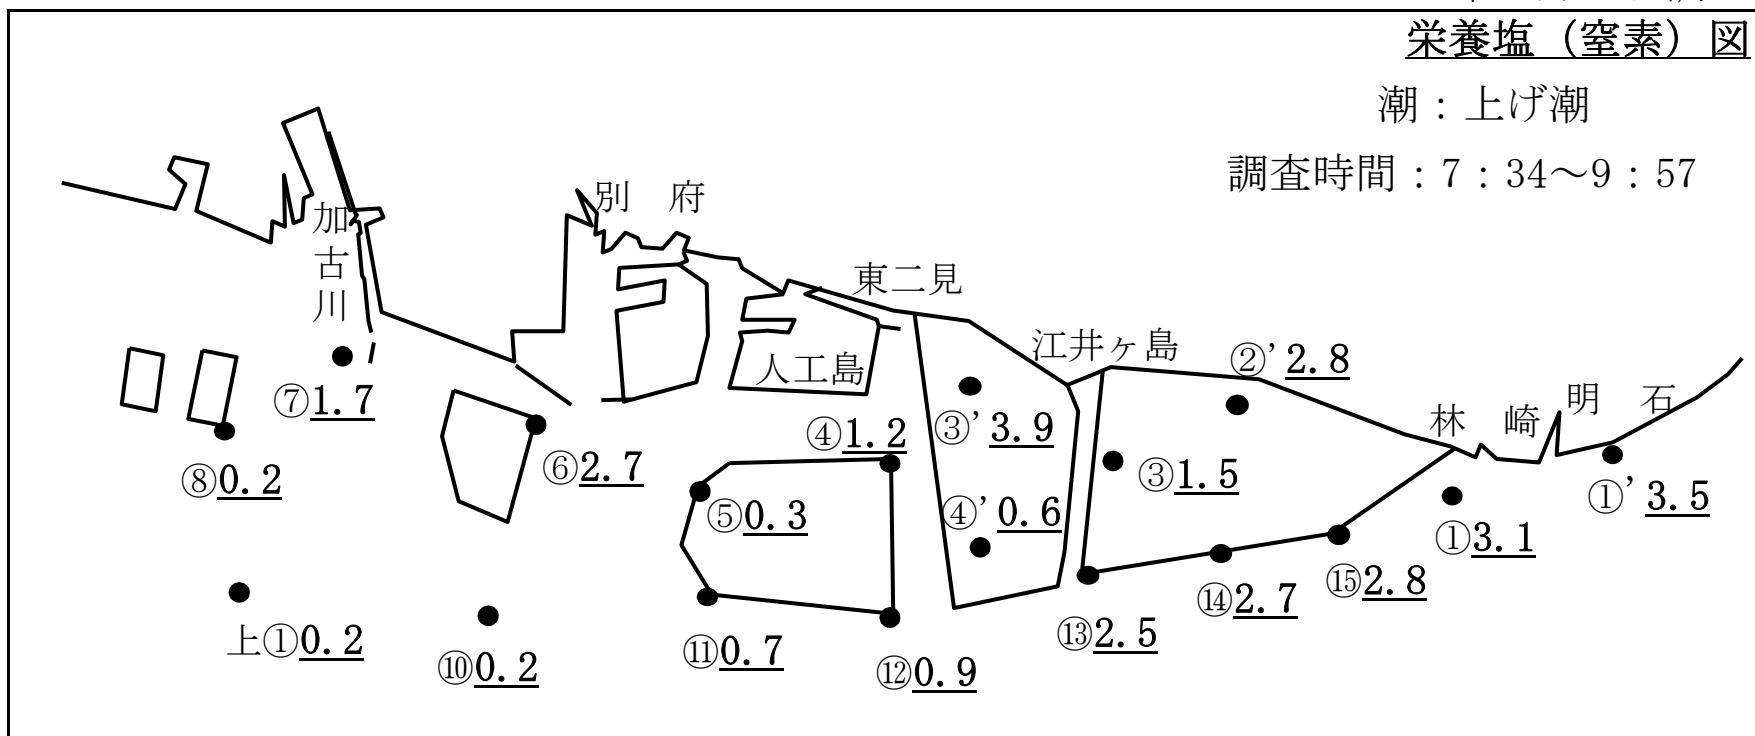 栄養塩（窒素）図
潮：上げ潮
調査時間：7：34～9：57
別　府
加古川
東二見
江井ヶ島
人工島
林　崎
明　石
②’2.8
⑦1.7
④1.2
③’3.9
⑧0.2
⑥2.7
③1.5
①’3.5
⑤0.3
④’0.6
①3.1
⑮2.8
⑭2.7
⑬2.5
上①0.2
⑩0.2
⑪0.7
⑫0.9